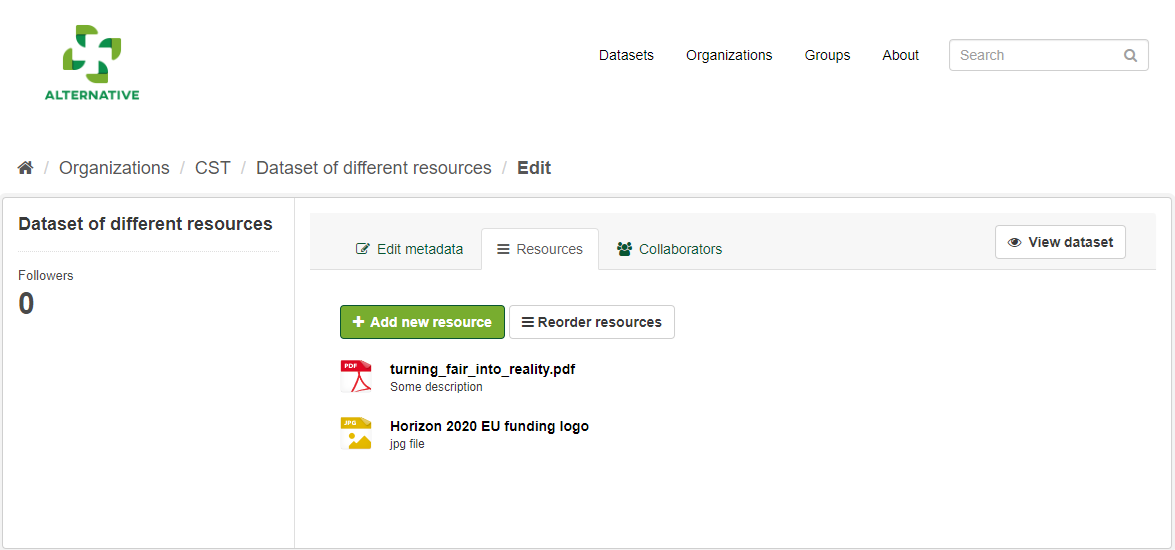 ALTERNATIVE
Datasets Organizations Groups About Search
/ Organizations / CST / Dataset of different resources / Edit
Dataset of different resources
Followers
0
Edit metadata Resources Collaborators View dataset
Add new resource Reorder resources
PDF turning_fair_into_reality.pdf
Some description
JPG Horizon 2020 EU funding logo
jpg file